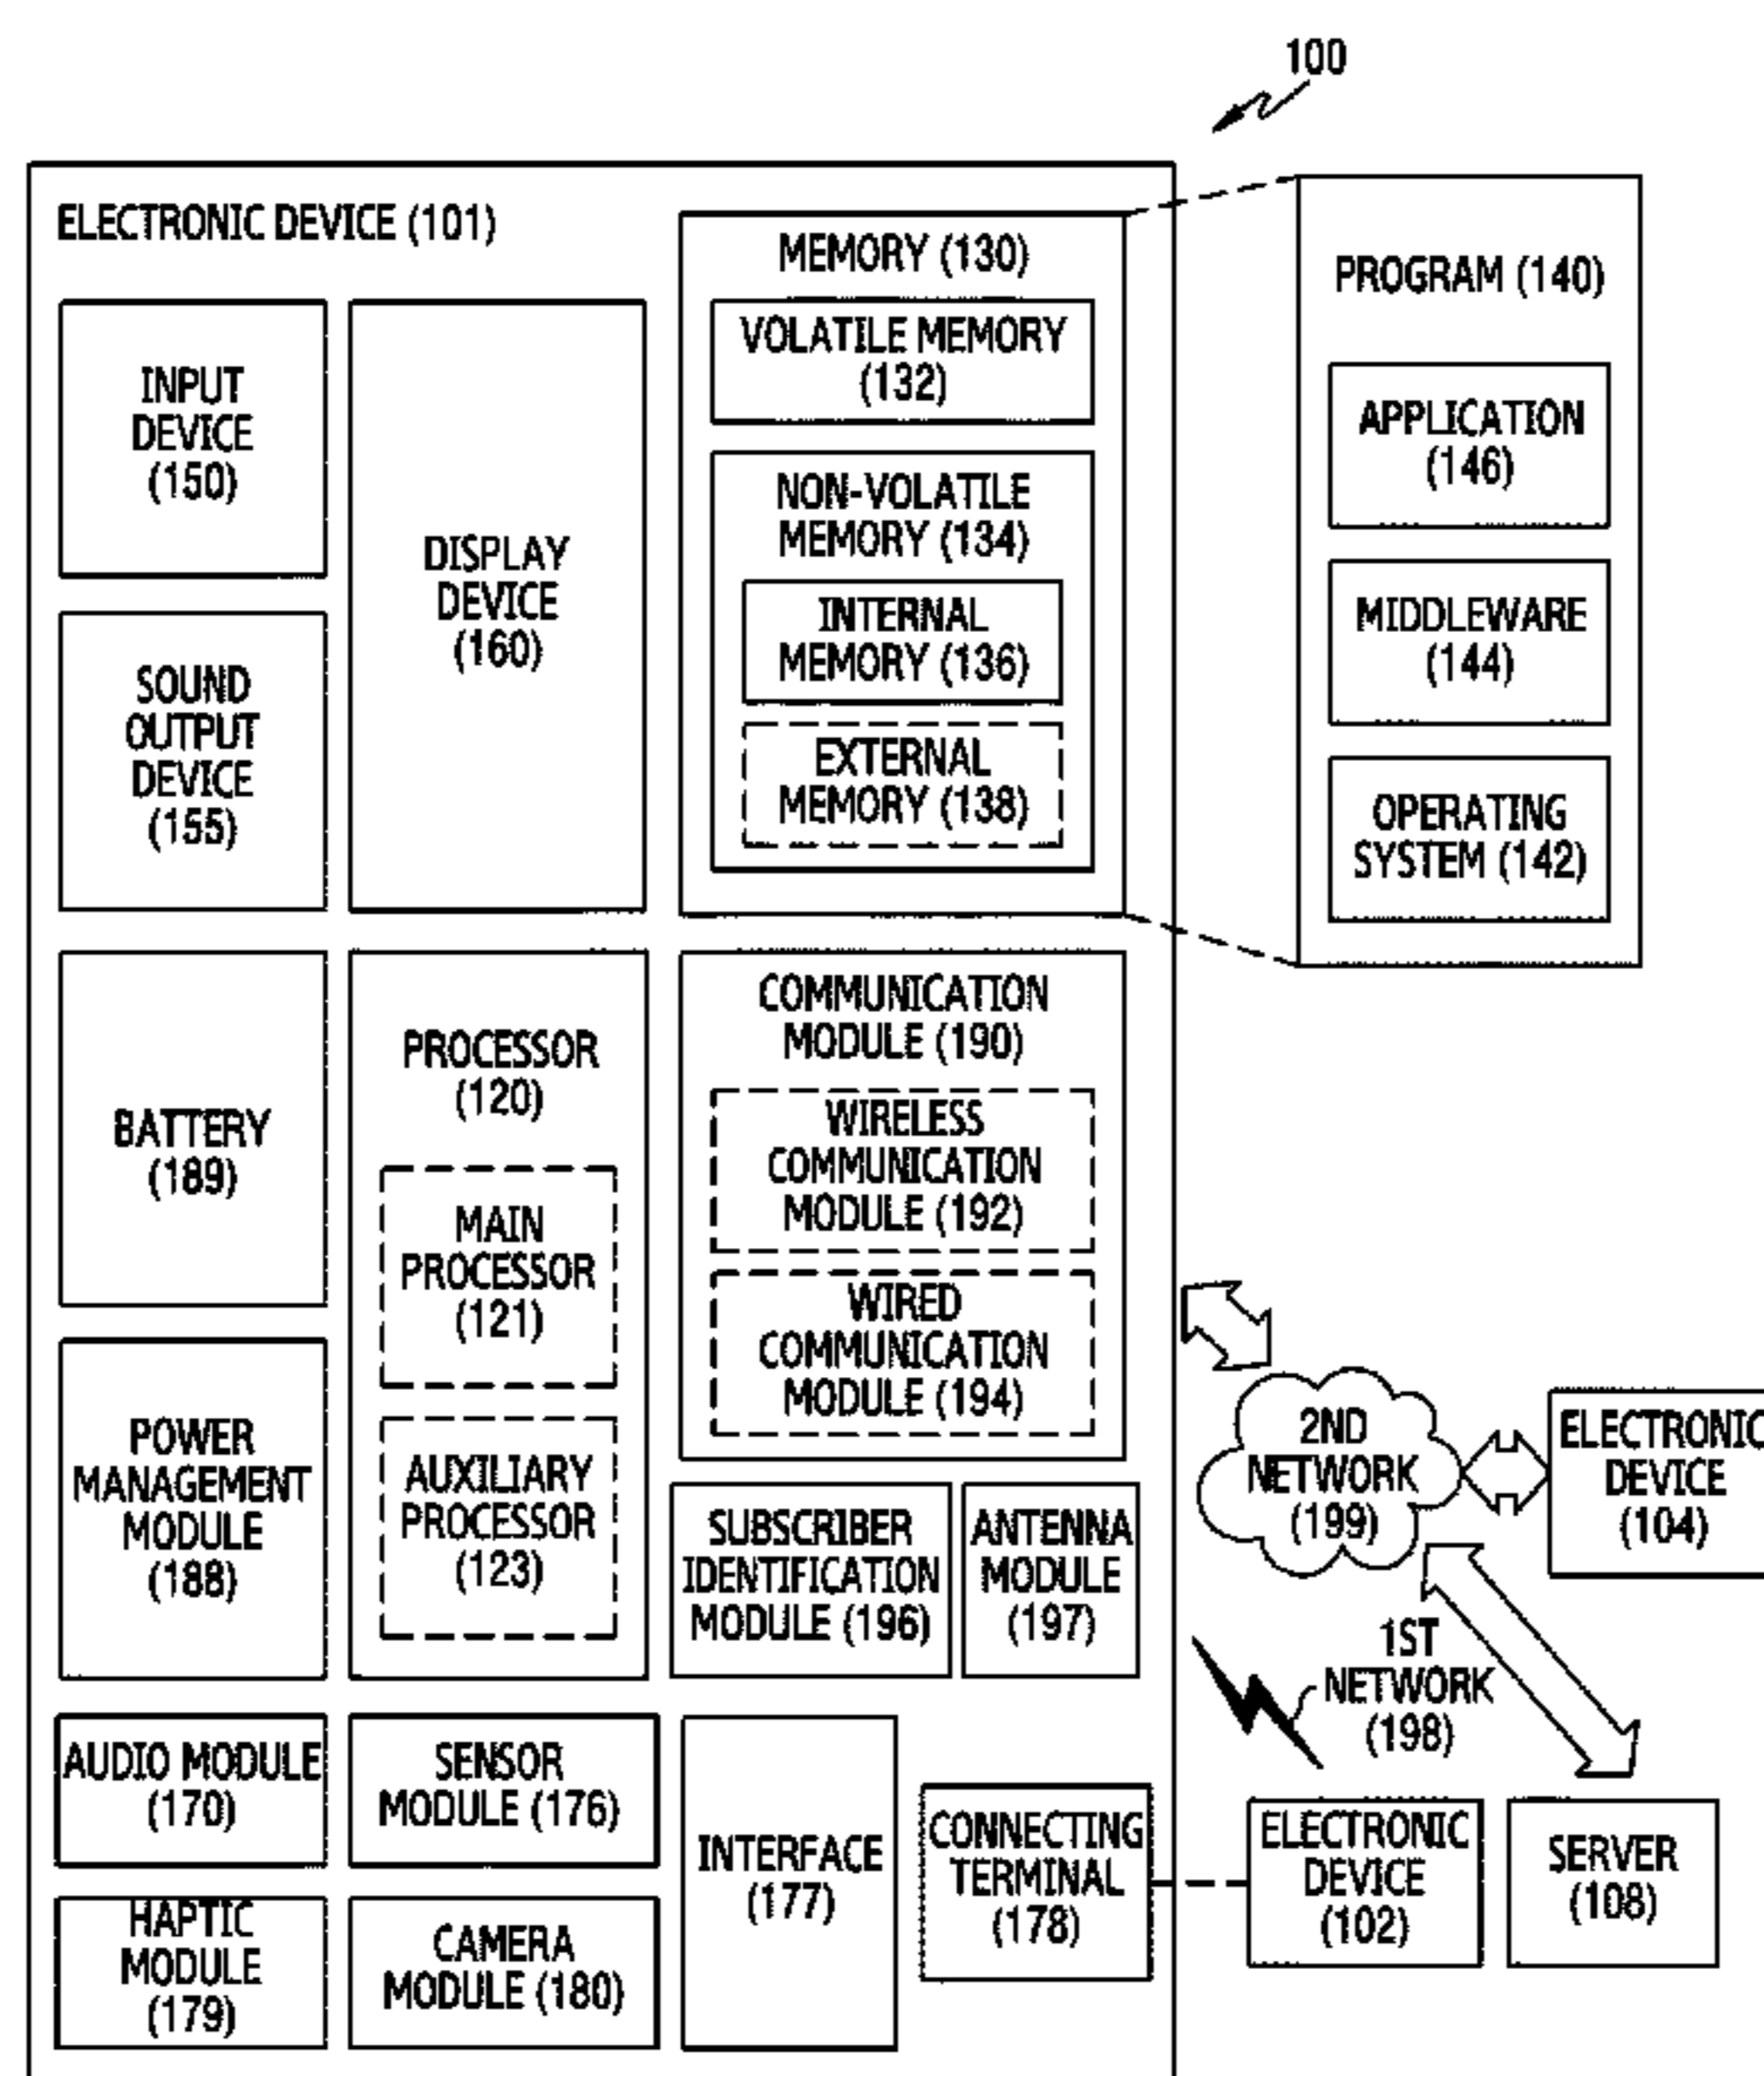 100
ELECTRONIC DEVICE (101)
INPUT
DEVICE
(150)
DISPLAY
DEVICE
(160)
SOUND
OUTPUT
DEVICE
(155)
MEMORY (130)
VOLATILE MEMORY
(132)
NON-VOLATILE
MEMORY (134)
INTERNAL
MEMORY (136)
EXTERNAL
MEMORY (138)
PROGRAM (140)
APPLICATION
(146)
MIDDLEWARE
(144)
OPERATING
SYSTEM (142)
BATTERY
(189)
POWER
MANAGEMENT
MODULE
(188)
PROCESSOR
(120)
MAIN
PROCESSOR
(121)
AUXILIARY
PROCESSOR
(123)
COMMUNICATION
MODULE (190)
WIRELESS
COMMUNICATION
MODULE (192)
WIRED
COMMUNICATION
MODULE (194)
SUBSCRIBER
IDENTIFICATION
MODULE (196)
ANTENNA
MODULE
(197)
2ND
NETWORK
(199)
ELECTRONIC
DEVICE
(104)
1ST
NETWORK
(198)
AUDIO MODULE
(170)
SENSOR
MODULE (176)
HAPTIC
MODULE
(179)
CAMERA
MODULE (180)
INTERFACE
(177)
CONNECTING
TERMINAL
(178)
ELECTRONIC
DEVICE
(102)
SERVER
(108)